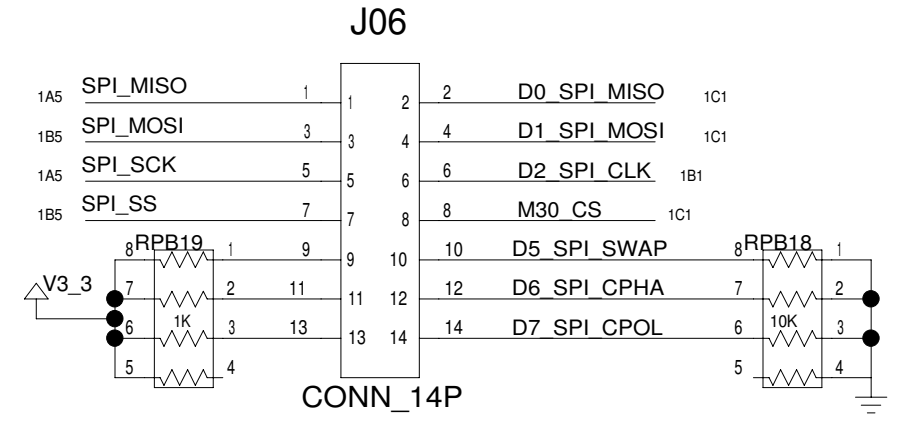 J06
1A5 SPI_MISO 1 1 2 2 D0_SPI_MISO 1C1
1B5 SPI_MOSI 3 3 4 4 D1_SPI_MOSI 1C1
1A5 SPI_SCK 5 5 6 6 D2_SPI_CLK 1B1
1B5 SPI_SS 7 7 8 8 M30_CS 1C1
8 RPB19 1 9 9 10 10 D5_SPI_SWAP 8 RPB18 1
V3_3 7 2 11 11 12 12 D6_SPI_CPHA 7 2
6 1K 3 13 13 14 14 D7_SPI_CPOL 6 10K 3
5 4 5 4
CONN_14P